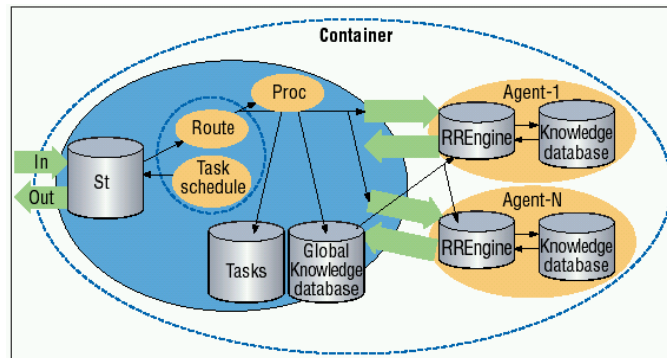 Container
Proc
Agent-1
Route
RREngine
Knowledge
database
In
St
Task
schedule
Out
Agent-N
Tasks
Global
Knowledge
database
RREngine
Knowledge
database